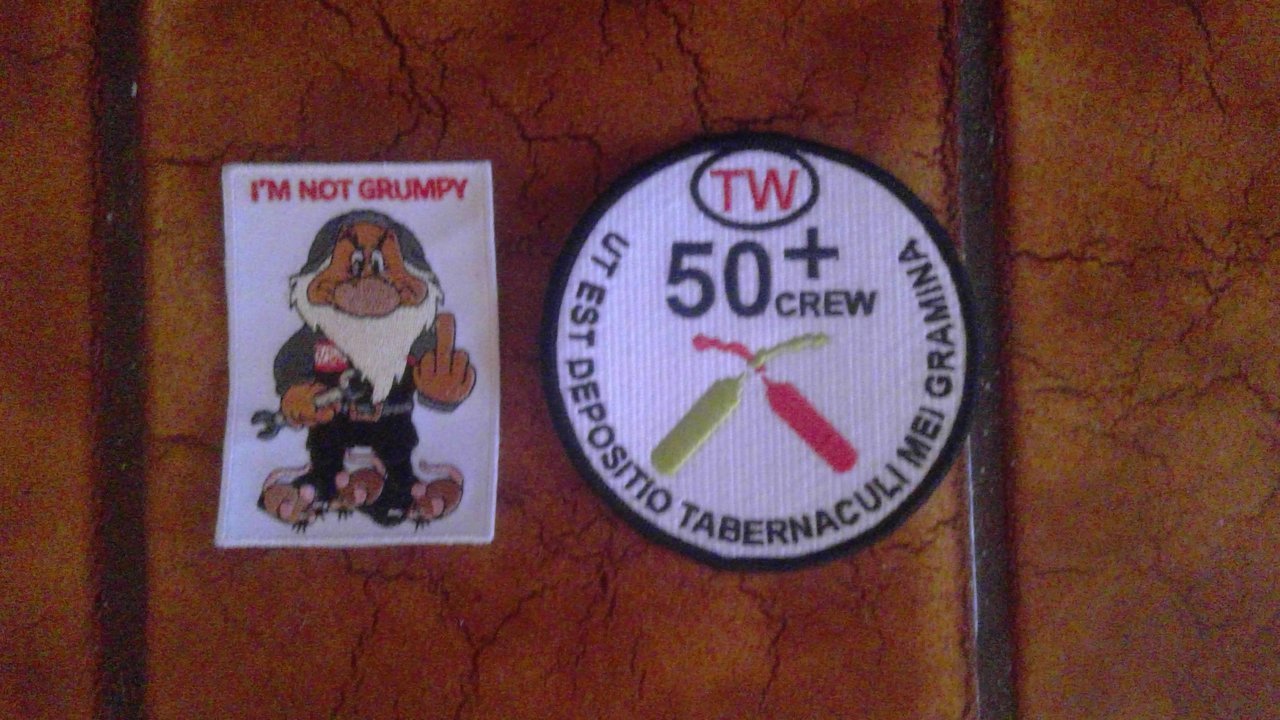 I'M NOT GRUMPY
TW
50+
CREW
UT EST DEPOSITIO TABERNACULI MEI GRAMINA